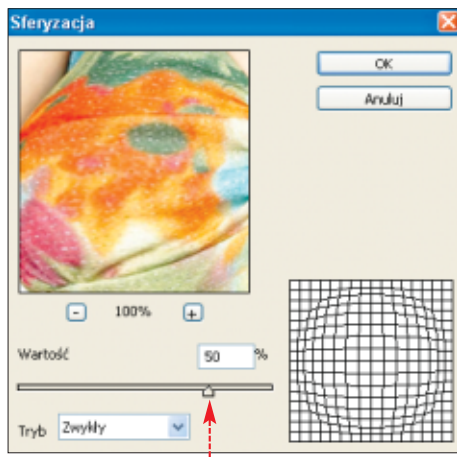 Sferyzacja
OK
Anuluj
- 100% +
Wartość 50 %
Tryb Zwykły